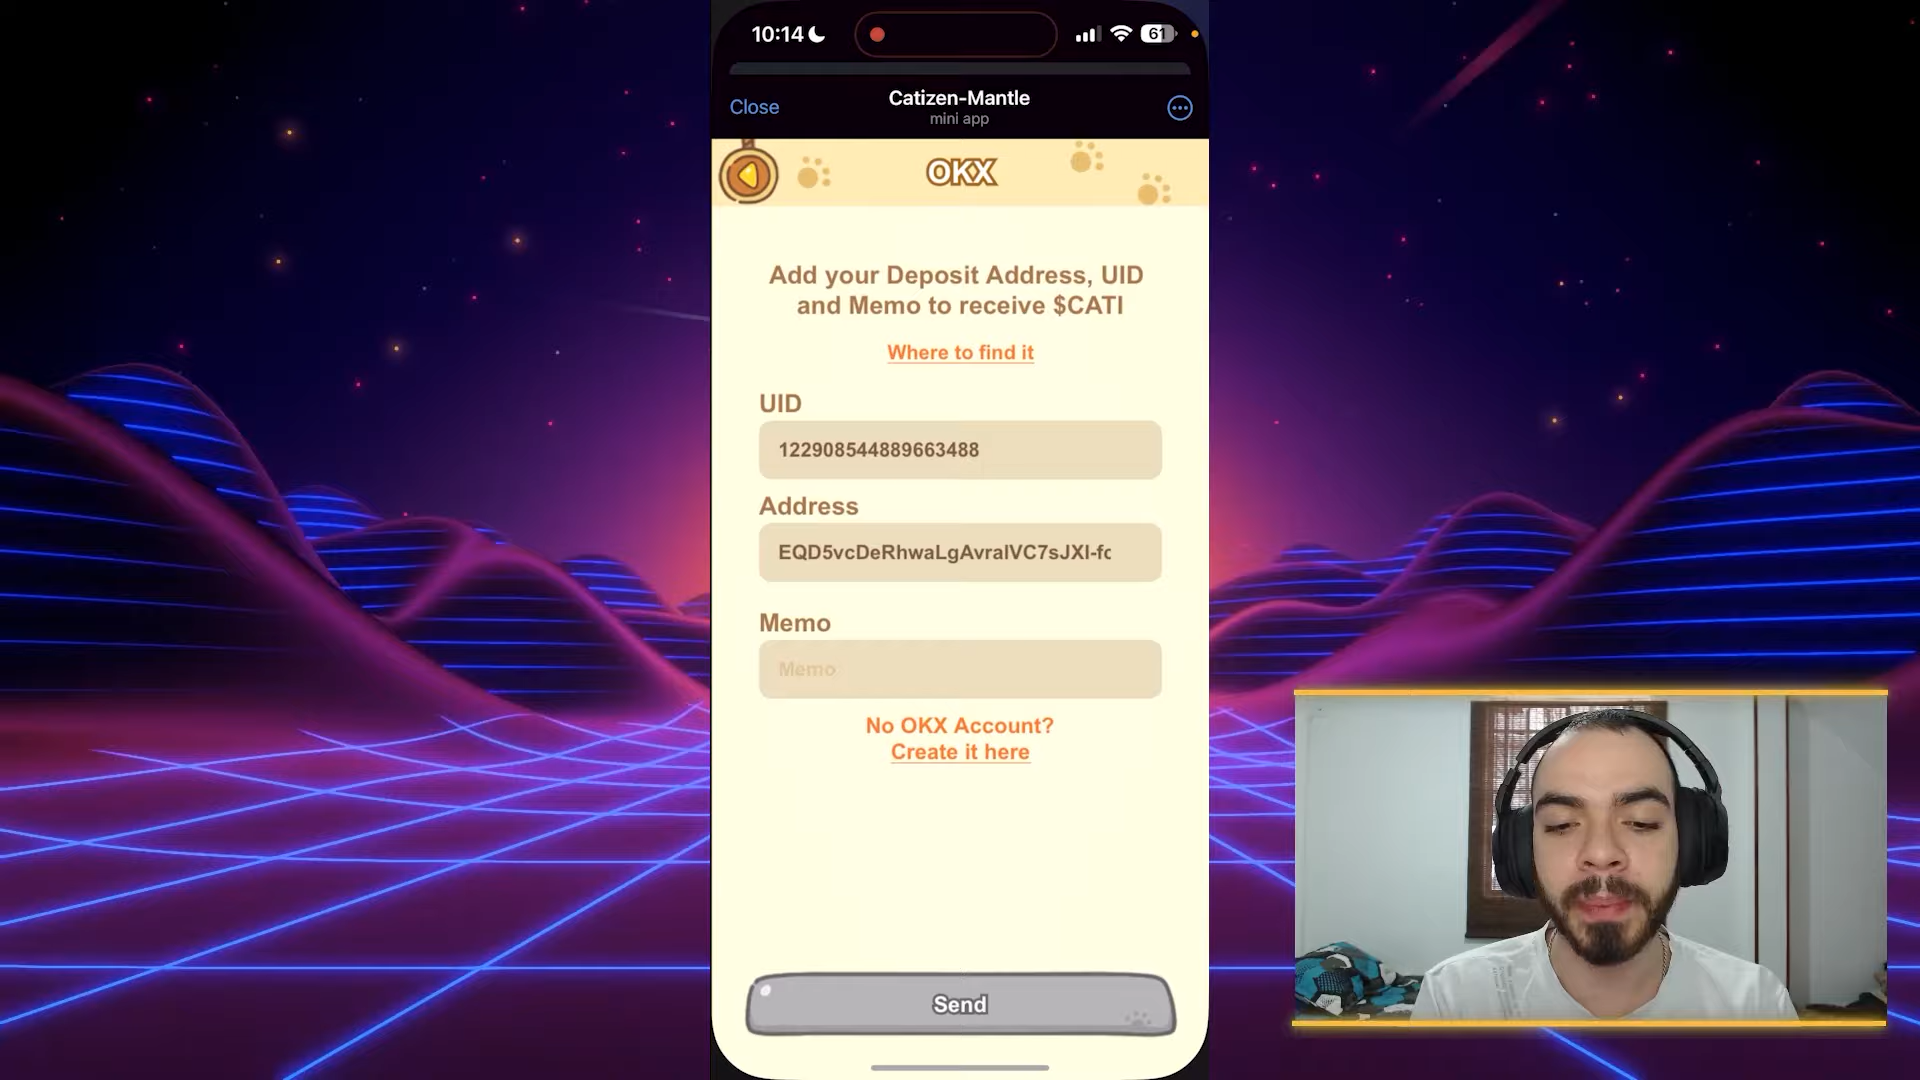 10:14
61
Close
Catizen-Mantle
mini app
OKX
Add your Deposit Address, UID
and Memo to receive $CATI
Where to find it
UID
122908544889663488
Address
EQD5vcDeRhwaLgAvralVC7sJXI-fc
Memo
Memo
No OKX Account?
Create it here
Send